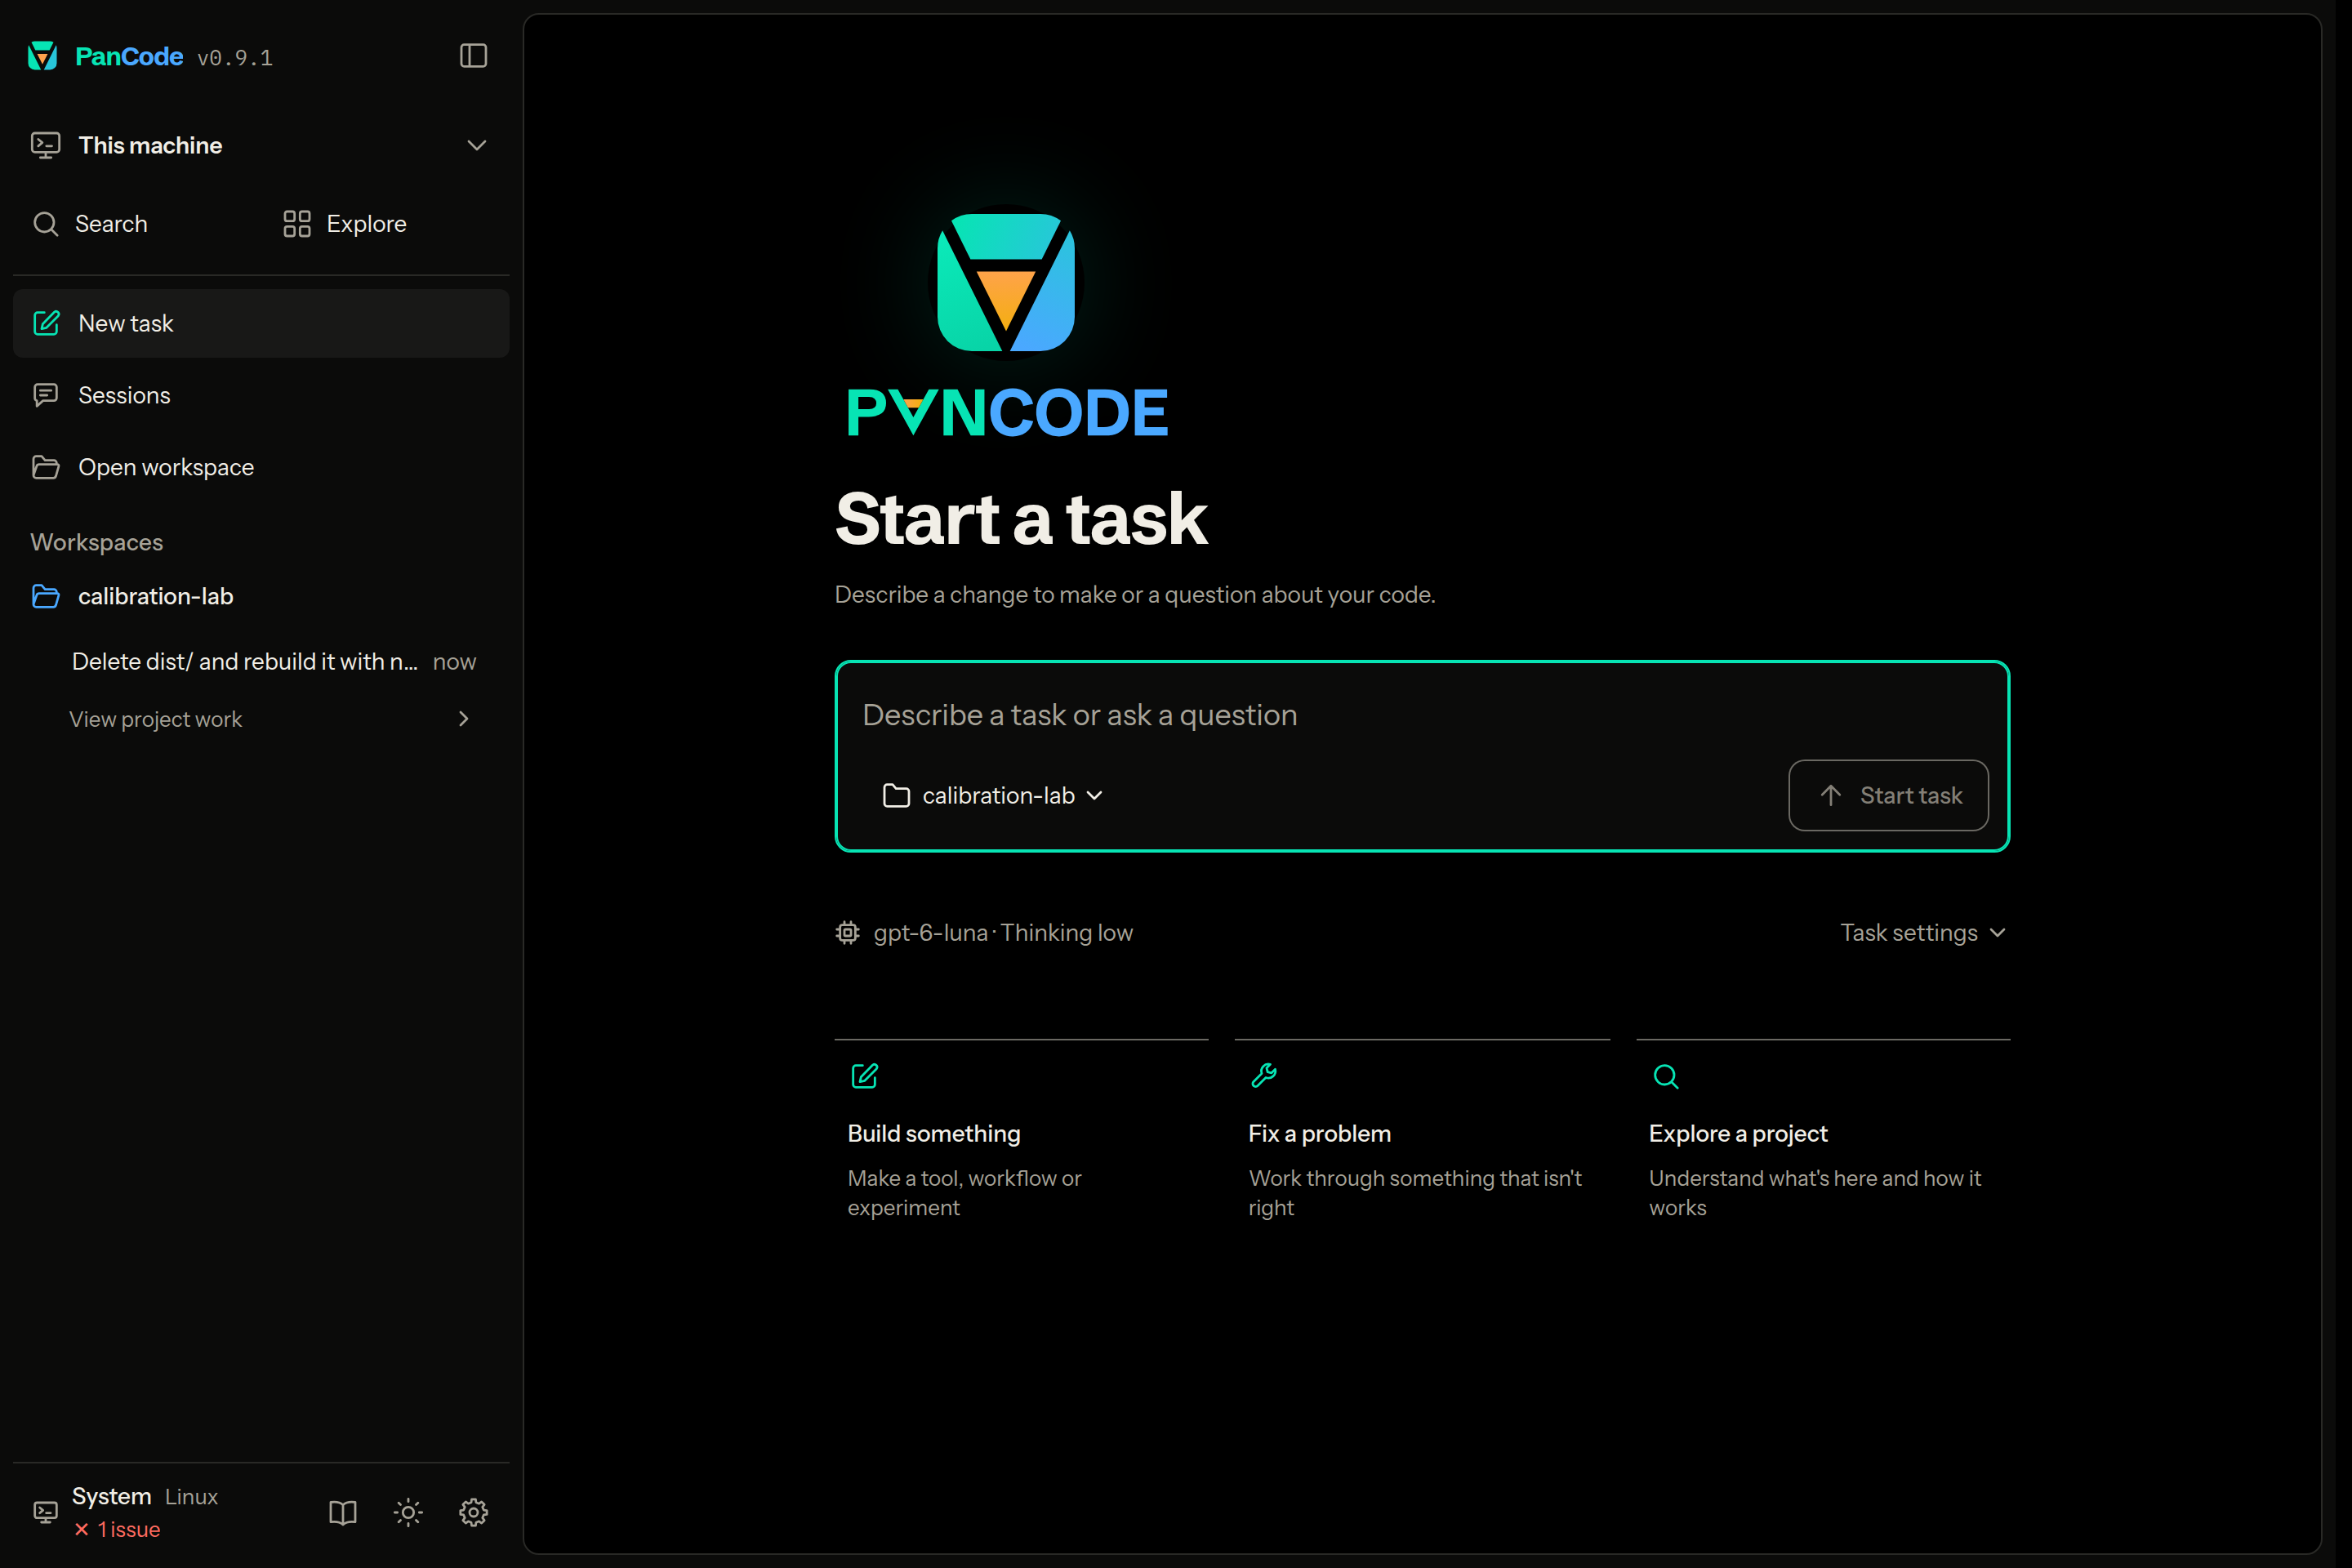 PanCode v0.9.1
This machine
Search
Explore
New task
Sessions
Open workspace
Workspaces
calibration-lab
Delete dist/ and rebuild it with n... now
View project work
System Linux
1 issue
PANCODE
Start a task
Describe a change to make or a question about your code.
Describe a task or ask a question
calibration-lab
Start task
gpt-6-luna · Thinking low
Task settings
Build something
Make a tool, workflow or
experiment
Fix a problem
Work through something that isn't
right
Explore a project
Understand what's here and how it
works